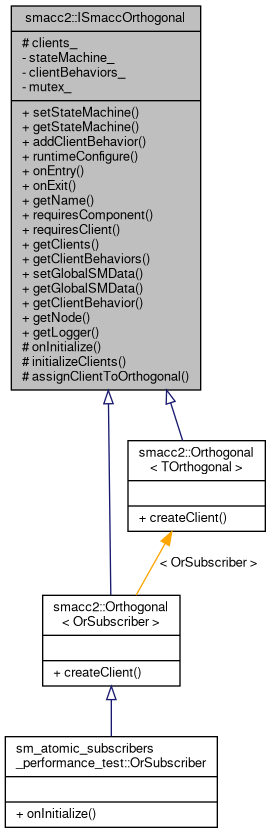 smacc2::ISmaccOrthogonal
# clients_
- stateMachine_
- clientBehaviors_
- mutex_
+ setStateMachine()
+ getStateMachine()
+ addClientBehavior()
+ runtimeConfigure()
+ onEntry()
+ onExit()
+ getName()
+ requiresComponent()
+ requiresClient()
+ getClients()
+ getClientBehaviors()
+ setGlobalSMData()
+ getGlobalSMData()
+ getClientBehavior()
+ getNode()
+ getLogger()
# onInitialize()
# initializeClients()
# assignClientToOrthogonal()
smacc2::Orthogonal
< TOrthogonal >
+ createClient()
< OrSubscriber >
smacc2::Orthogonal
< OrSubscriber >
+ createClient()
sm_atomic_subscribers
_performance_test::OrSubscriber
+ onInitialize()